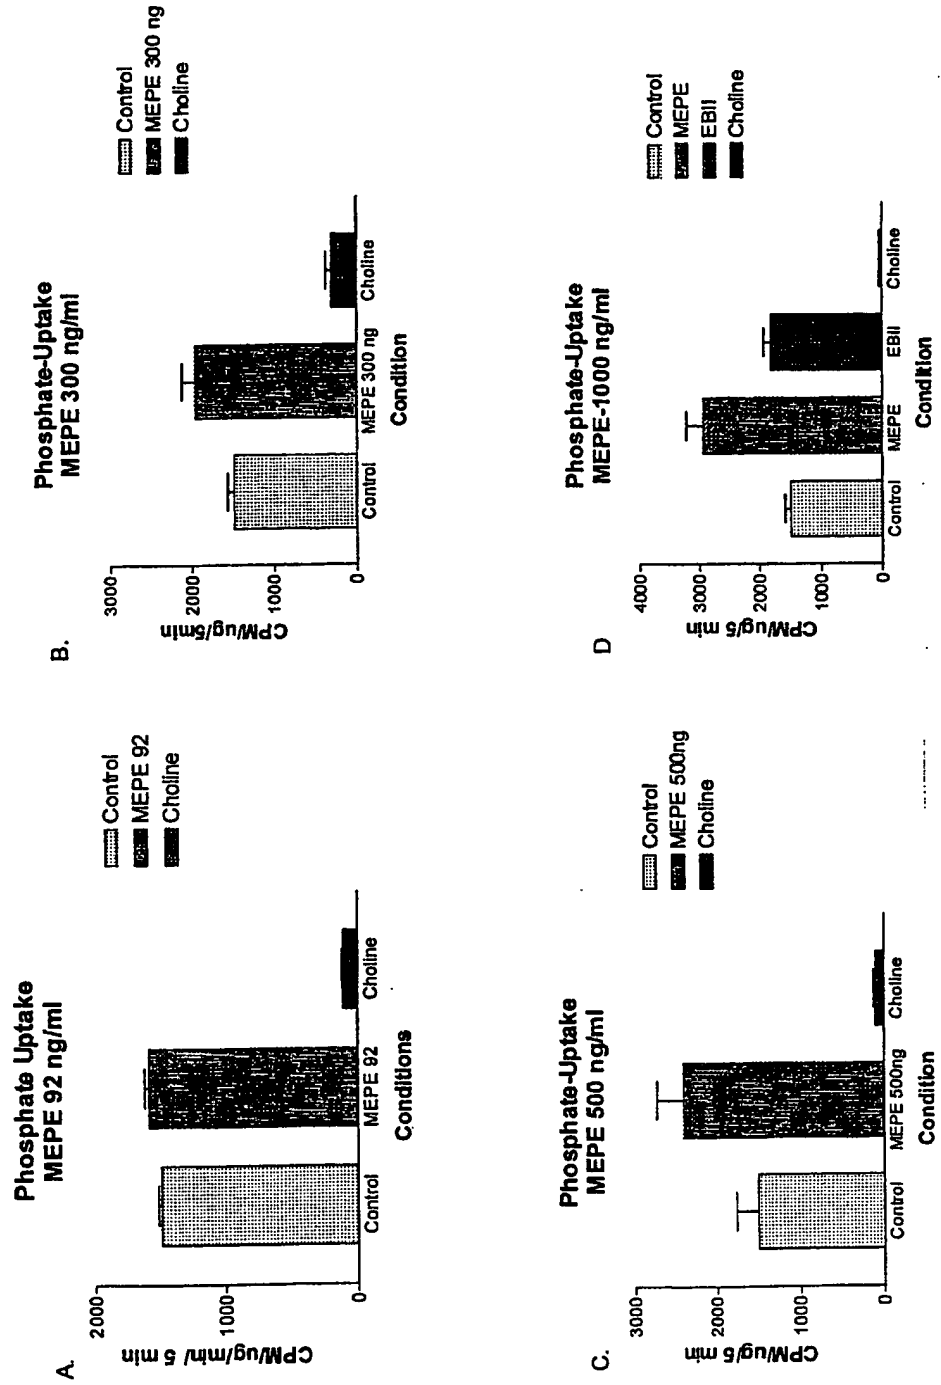 A.
Phosphate Uptake
MEPE 92 ng/ml
CPM/ug/min/ 5 min
2000
1000
0
Control
MEPE 92
Choline
Conditions
Control
MEPE 92
Choline
B.
Phosphate-Uptake
MEPE 300 ng/ml
CPM/ug/5min
3000
2000
1000
0
Control
MEPE 300 ng
Choline
Condition
Control
MEPE 300 ng
Choline
C.
Phosphate-Uptake
MEPE 500 ng/ml
CPM/ug/5 min
3000
2000
1000
0
Control
MEPE 500ng
Choline
Condition
Control
MEPE 500ng
Choline
D
Phosphate-Uptake
MEPE-1000 ng/ml
CPM/ug/5 min
4000
3000
2000
1000
0
Control
MEPE
EBII
Choline
Condition
Control
MEPE
EBII
Choline